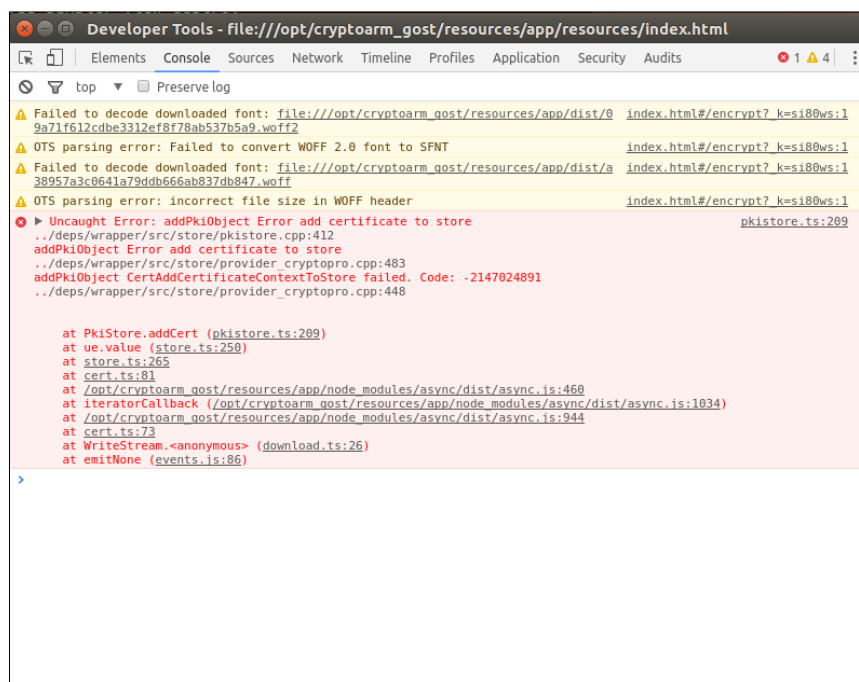 Developer Tools - file:///opt/cryptoarm_gost/resources/app/resources/index.html
Elements Console Sources Network Timeline Profiles Application Security Audits 1 4
top Preserve log
Failed to decode downloaded font: file:///opt/cryptoarm_gost/resources/app/dist/0 index.html#/encrypt?_k=si80ws:1
9a71f612cdbe3312ef8f78ab537b5a9.woff2
OTS parsing error: Failed to convert WOFF 2.0 font to SFNT index.html#/encrypt?_k=si80ws:1
Failed to decode downloaded font: file:///opt/cryptoarm_gost/resources/app/dist/a index.html#/encrypt?_k=si80ws:1
38957a3c0641a79ddb666ab837db847.woff
OTS parsing error: incorrect file size in WOFF header index.html#/encrypt?_k=si80ws:1
Uncaught Error: addPkiObject Error add certificate to store pkistore.ts:209
../deps/wrapper/src/store/pkistore.cpp:412
addPkiObject Error add certificate to store
../deps/wrapper/src/store/provider_cryptopro.cpp:483
addPkiObject CertAddCertificateContextToStore failed. Code: -2147024891
../deps/wrapper/src/store/provider_cryptopro.cpp:448
at PkiStore.addCert (pkistore.ts:209)
at ue.value (store.ts:250)
at store.ts:265
at cert.ts:81
at /opt/cryptoarm_gost/resources/app/node_modules/async/dist/async.js:460
at iteratorCallback (/opt/cryptoarm_gost/resources/app/node_modules/async/dist/async.js:1034)
at /opt/cryptoarm_gost/resources/app/node_modules/async/dist/async.js:944
at cert.ts:73
at WriteStream.<anonymous> (download.ts:26)
at emitNone (events.js:86)